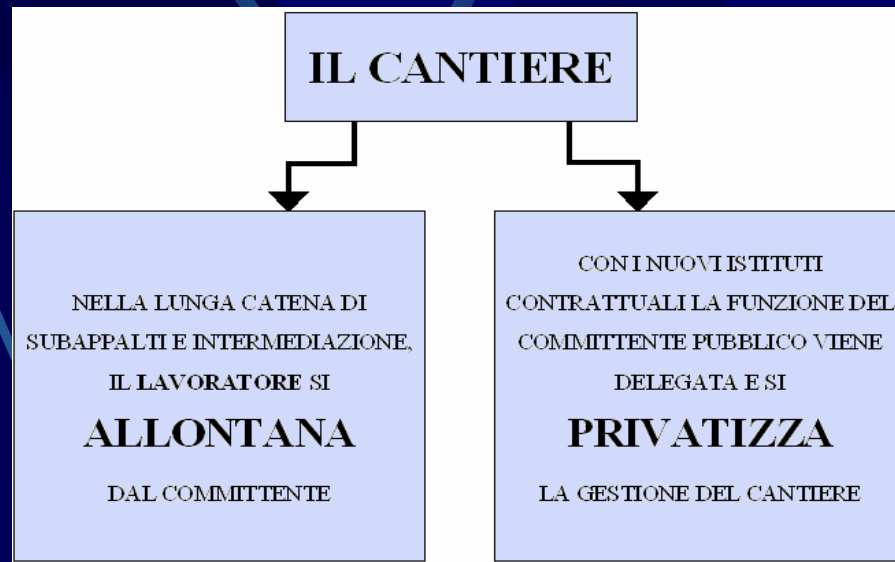 IL CANTIERE
NELLA LUNGA CATENA DI
SUBAPPALTI E INTERMEDIAZIONE,
IL LAVORATORE SI
ALLONTANA
DAL COMMITTENTE
CON I NUOVI ISTITUTI
CONTRATTUALI LA FUNZIONE DEL
COMMITTENTE PUBBLICO VIENE
DELEGATA E SI
PRIVATIZZA
LA GESTIONE DEL CANTIERE